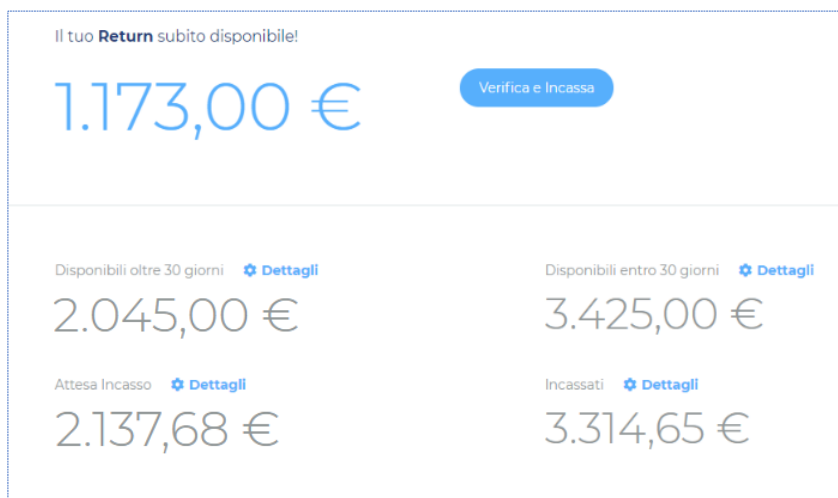 Il tuo Return subito disponibile!
1.173,00 €
Verifica e Incassa
Disponibili oltre 30 giorni Dettagli
2.045,00 €
Disponibili entro 30 giorni Dettagli
3.425,00 €
Attesa Incasso Dettagli
2.137,68 €
Incassati Dettagli
3.314,65 €